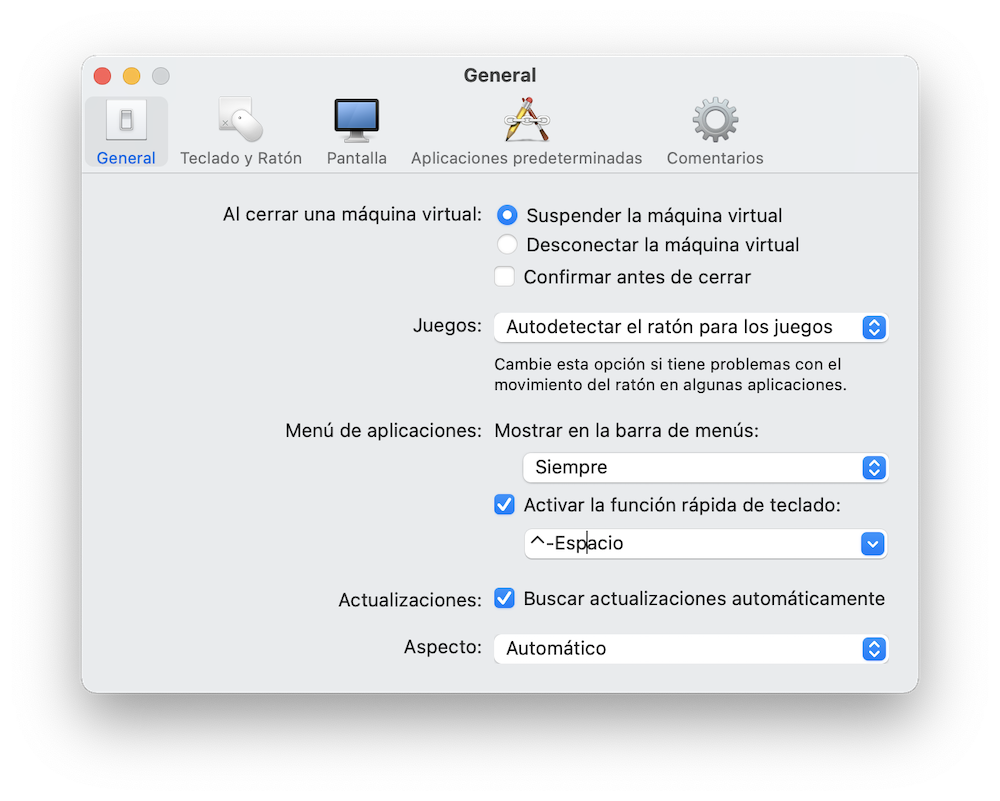 General
General
Teclado y Ratón
Pantalla
Aplicaciones predeterminadas
Comentarios
Al cerrar una máquina virtual:
Suspender la máquina virtual
Desconectar la máquina virtual
Confirmar antes de cerrar
Juegos:
Autodetectar el ratón para los juegos
Cambie esta opción si tiene problemas con el
movimiento del ratón en algunas aplicaciones.
Menú de aplicaciones:
Mostrar en la barra de menús:
Siempre
Activar la función rápida de teclado:
^-Espacio
Actualizaciones:
Buscar actualizaciones automáticamente
Aspecto:
Automático